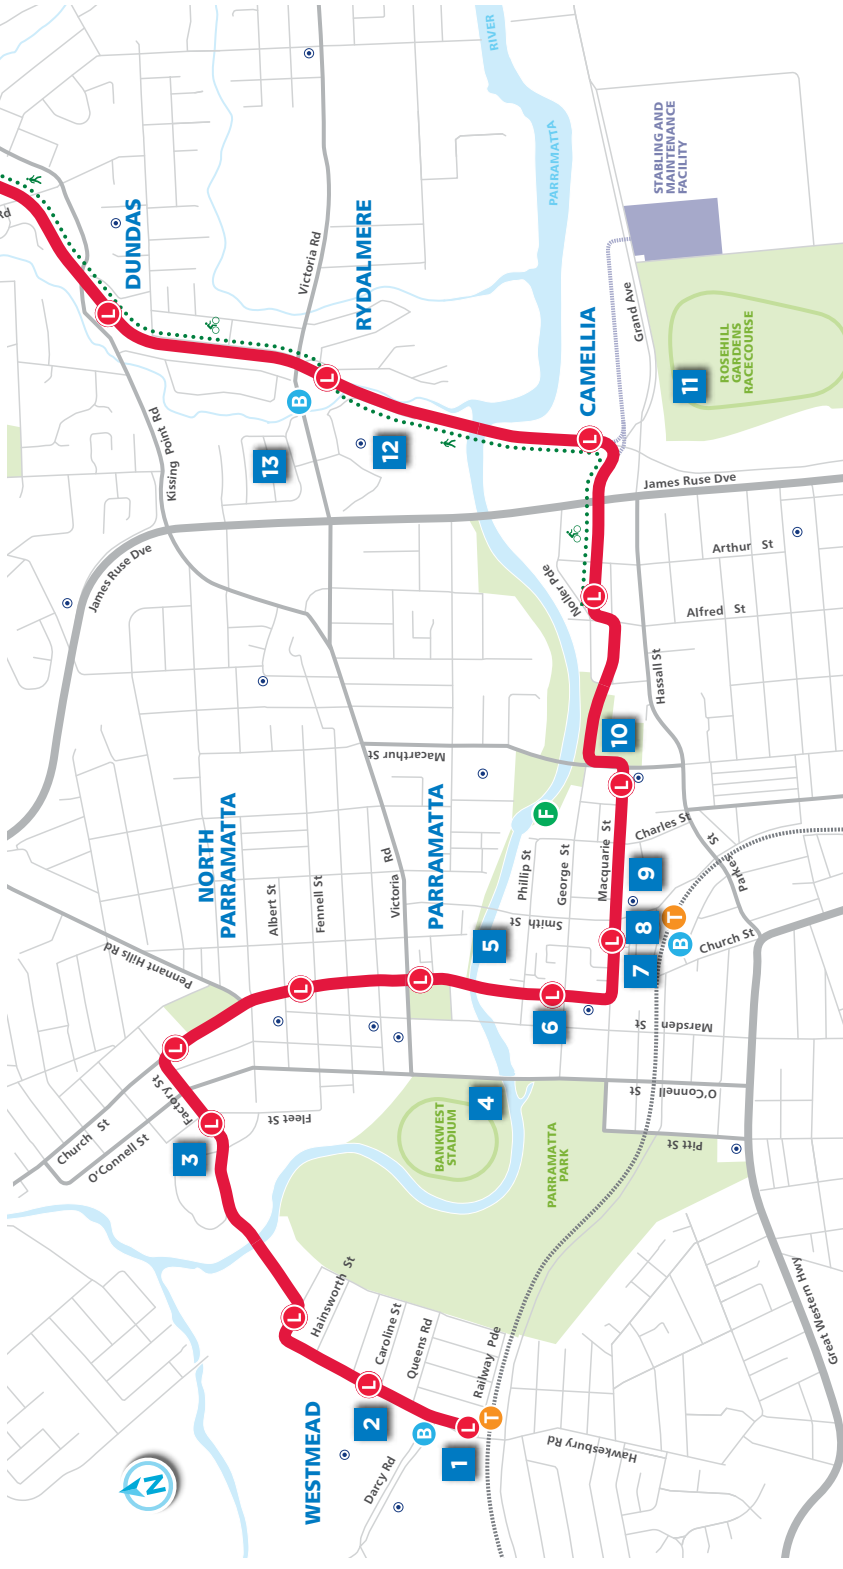 WESTMEAD
1
2
3
B
L
T
L
L
L
L
L
L
L
L
L
L
L
L
L
Darcy Rd
Hawkesbury Rd
Railway Pde
Queens Rd
Caroline St
Hainsworth St
Great Western Hwy
N
Church St
O'Connell St
Factory St
Fleet St
BANKWEST
STADIUM
4
PARRAMATTA
PARK
Pitt St
O'Connell St
Marsden St
Pennant Hills Rd
NORTH
PARRAMATTA
Albert St
Fennell St
Victoria Rd
PARRAMATTA
5
6
7
8
9
T
B
Church St
Parkes St
Charles St
Smith St
Phillip St
George St
Macquarie St
F
Macarthur St
10
Hassall St
Alfred St
Arthur St
Noller Pde
James Ruse Dve
James Ruse Dve
Kissing Point Rd
13
12
B
11
CAMELLIA
ROSEHILL
GARDENS
RACECOURSE
Grand Ave
RYDALMERE
Victoria Rd
DUNDAS
Rd
STABLING AND
MAINTENANCE
FACILITY
PARRAMATTA
RIVER